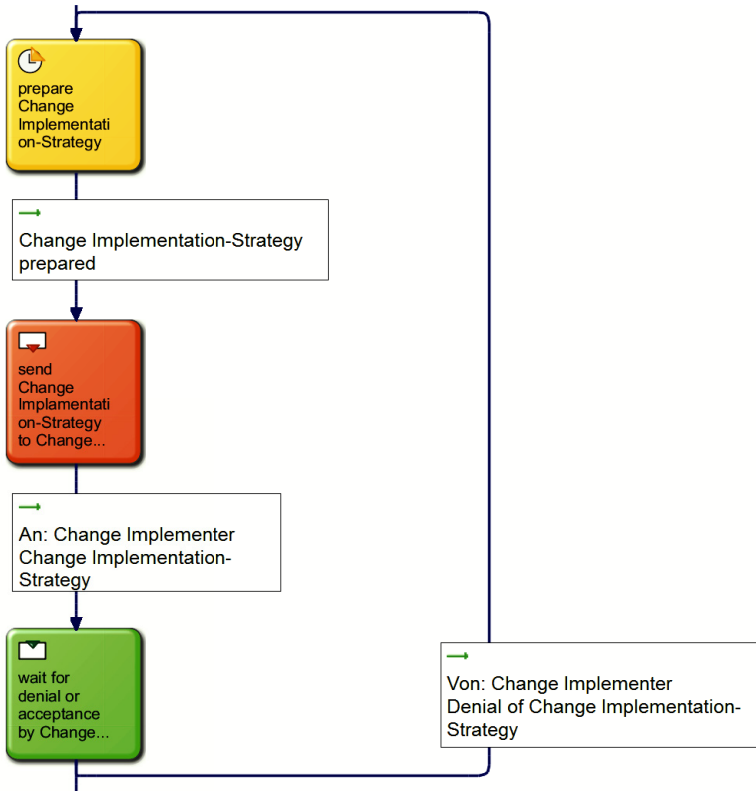 prepare
Change
Implementati
on-Strategy
Change Implementation-Strategy
prepared
send
Change
Implamentati
on-Strategy
to Change...
An: Change Implementer
Change Implementation-
Strategy
wait for
denial or
acceptance
by Change...
Von: Change Implementer
Denial of Change Implementation-
Strategy